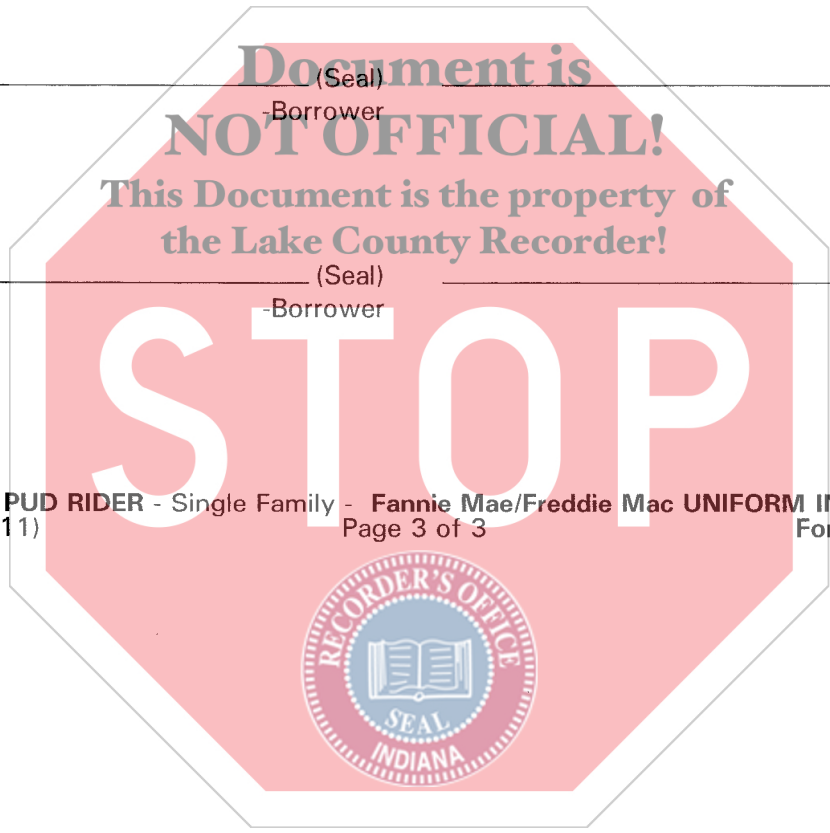 Document is
(Seal)
-Borrower
NOT OFFICIAL!
This Document is the property of
the Lake County Recorder!
(Seal)
-Borrower
STOP
PUD RIDER - Single Family - Fannie Mae/Freddie Mac UNIFORM
11) Page 3 of 3
RECORDER'S OFFICE
SEAL
INDIANA